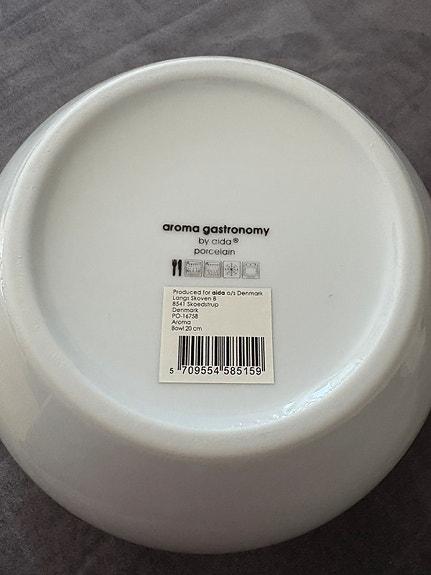 aroma gastronomy
by aida®
porcelain
Produced for aida a/s Denmark
Langs Skoven 8
8541 Skoedstrup
Denmark
PO-16758
Aroma
Bowl 20 cm
5 709554 585159